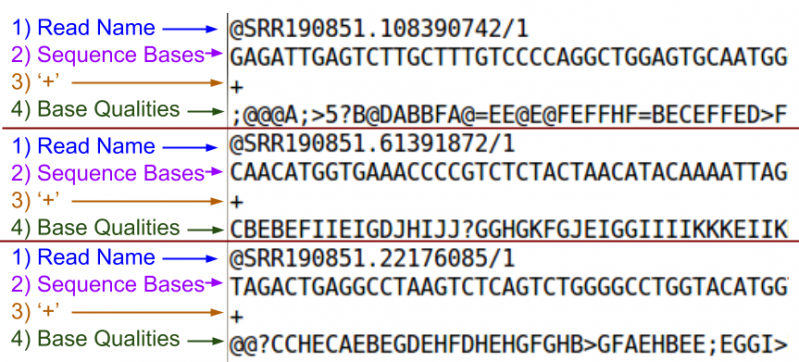 1) Read Name @SRR190851.108390742/1
2) Sequence Bases GAGATTGAGTCTTGCTTTGTCCCCAGGCTGGAGTGCAATGG
3) ‘+’ +
4) Base Qualities ;@@@A;>5?B@DABBFA@=EE@E@FEFFHF=BECEFFED>F
1) Read Name @SRR190851.61391872/1
2) Sequence Bases CAACATGGTGAAACCCCGTCTCTACTAACATACAAAATTAG
3) ‘+’ +
4) Base Qualities CBEBEFIIEIGDJHIJJ?GGHGKFGJEIGGIIIIKKKEIIK
1) Read Name @SRR190851.22176085/1
2) Sequence Bases TAGACTGAGGCCTAAGTCTCAGTCTGGGGCCTGGTACATGG
3) ‘+’ +
4) Base Qualities @@?CCHECAEBEGDEHFDHEHGFGHB>GFAEHBEE;EGGI>